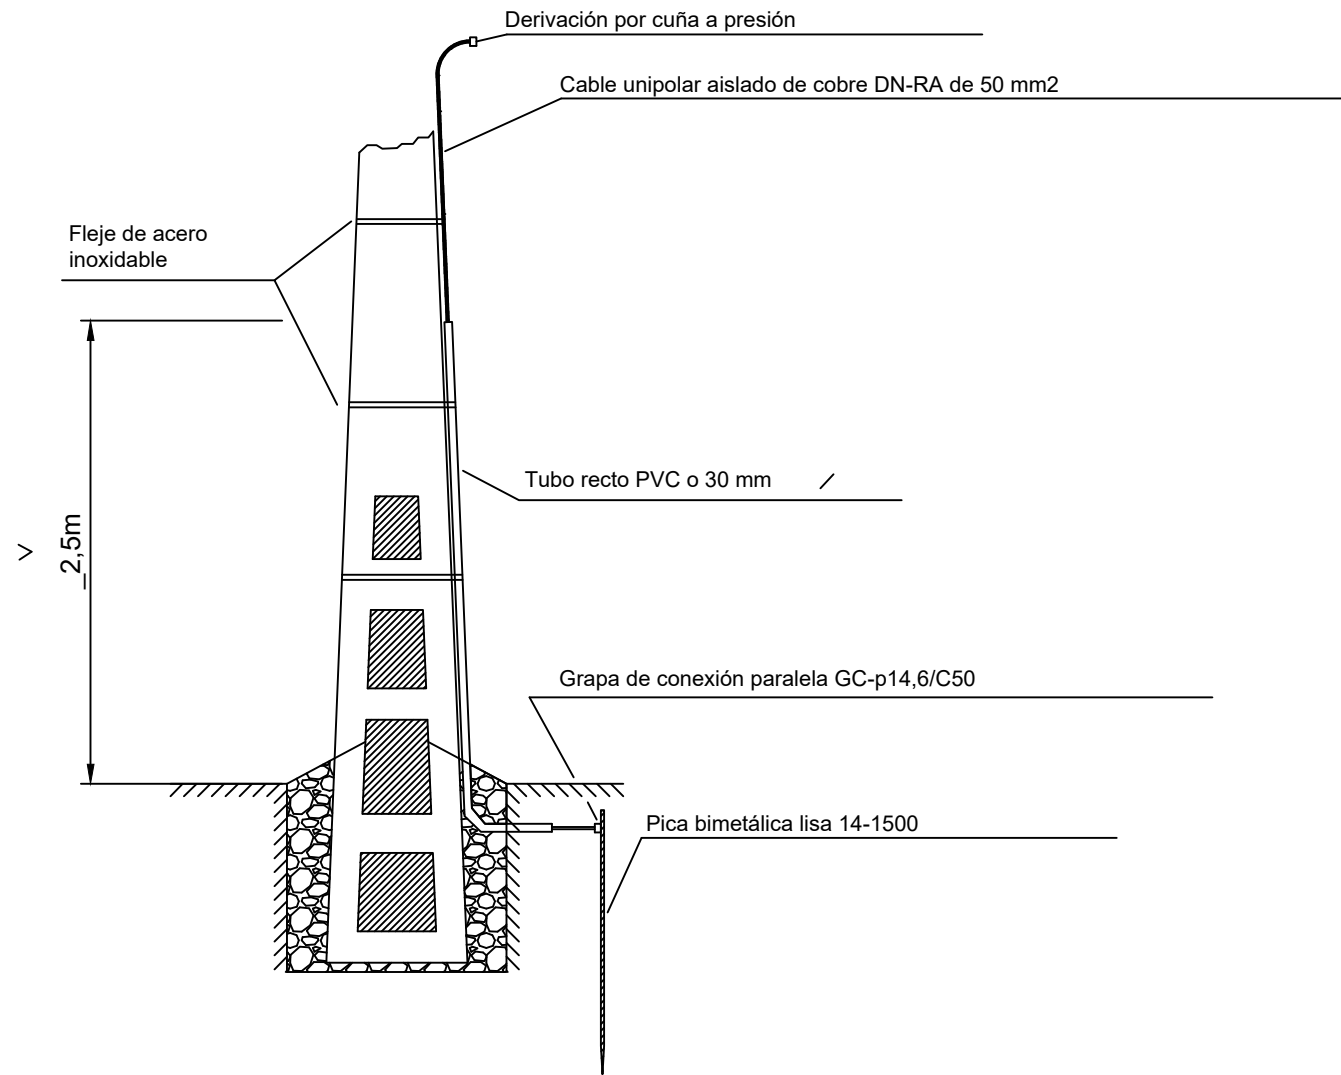 Derivación por cuña a presión
Cable unipolar aislado de cobre DN-RA de 50 mm2
Fleje de acero
inoxidable
Tubo recto PVC o 30 mm
_2,5m
Grapa de conexión paralela GC-p14,6/C50
Pica bimetálica lisa 14-1500